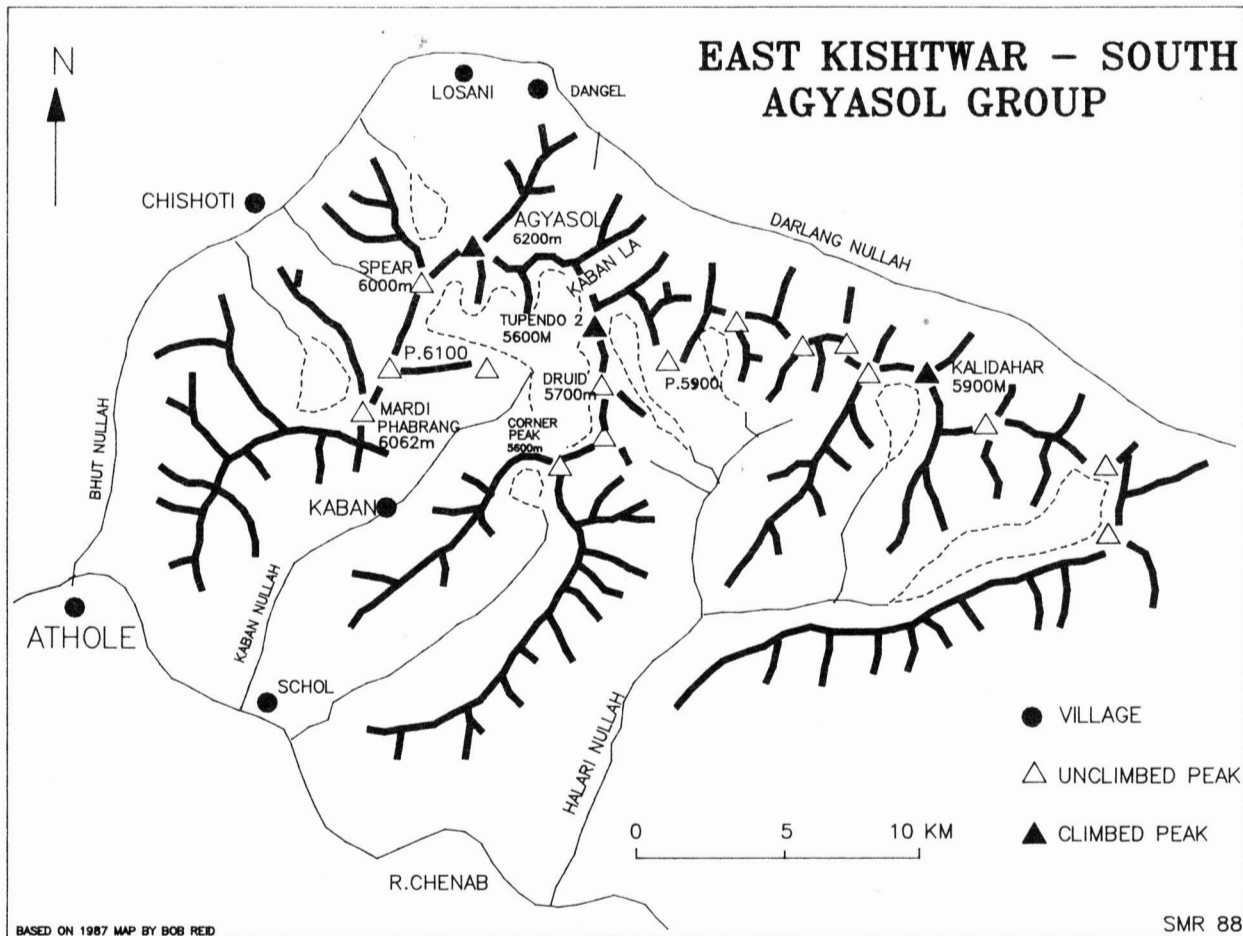 EAST KISHTWAR – SOUTH
AGYASOL GROUP
N
LOSANI
DANGEL
CHISHOTI
DARLANG NULLAH
AGYASOL
6200m
KABAN LA
SPEAR
6000m
TUPENDO 2
5600M
P.6100
DRUID
5700m
P.5900
KALIDAHAR
5900M
MARDI
PHABRANG
6062m
CORNER
PEAK
5600m
BHUT NULLAH
KABAN
KABAN NULLAH
ATHOLE
SCHOL
HALARI NULLAH
R.CHENAB
VILLAGE
UNCLIMBED PEAK
CLIMBED PEAK
0 5 10 KM
BASED ON 1987 MAP BY BOB REID
SMR 88